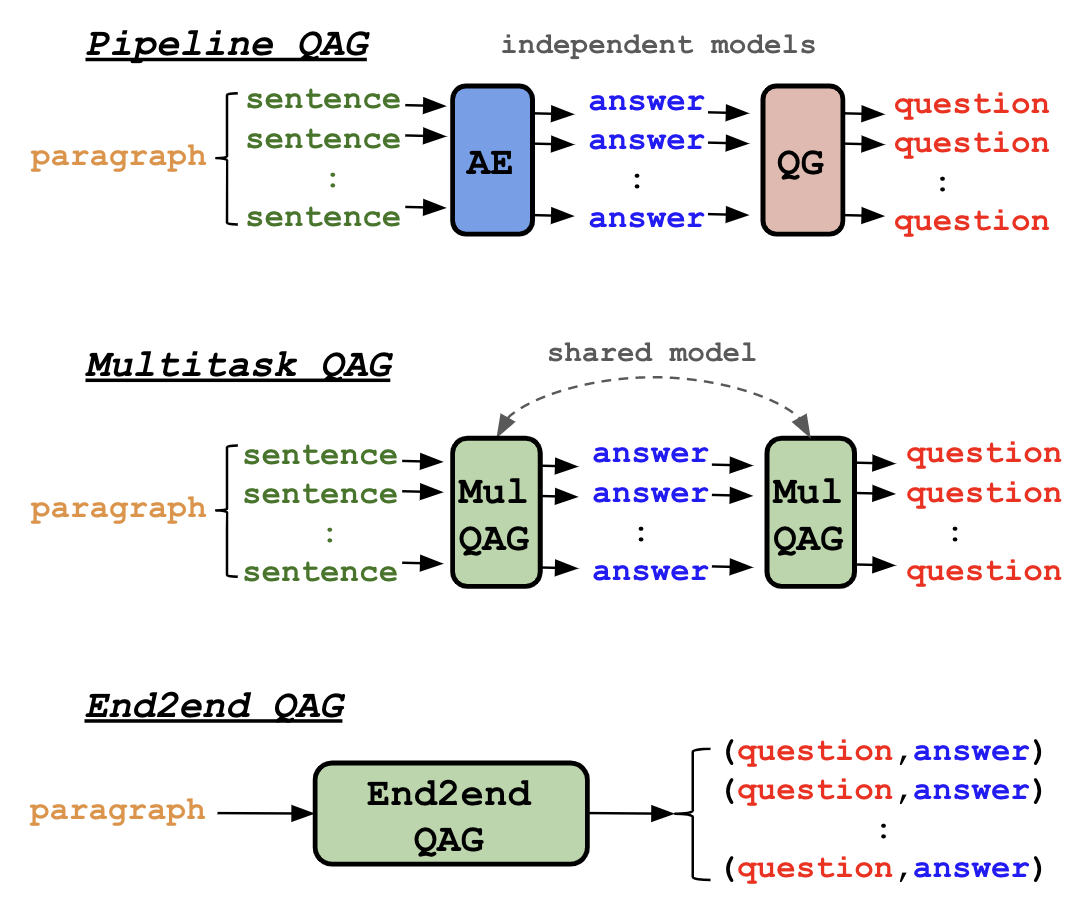 Pipeline QAG
independent models
paragraph
sentence
sentence
:
sentence
AE
answer
answer
:
answer
QG
question
question
:
question
Multitask QAG
shared model
paragraph
sentence
sentence
:
sentence
Mul
QAG
answer
answer
:
answer
Mul
QAG
question
question
:
question
End2end QAG
paragraph
End2end
QAG
(question,answer)
(question,answer)
:
(question,answer)